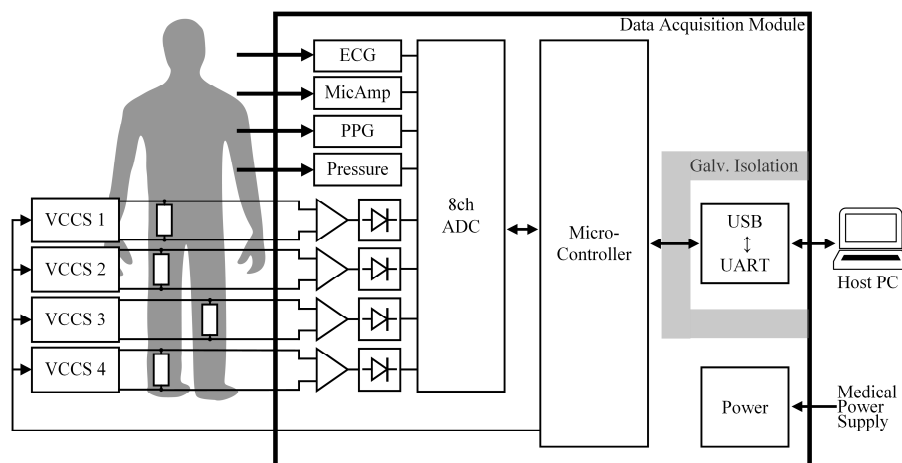 Data Acquisition Module
ECG
MicAmp
PPG
Pressure
Galv. Isolation
VCCS 1
VCCS 2
VCCS 3
VCCS 4
8ch
ADC
Micro-
Controller
USB
↕
UART
Host PC
Power
Medical
Power
Supply